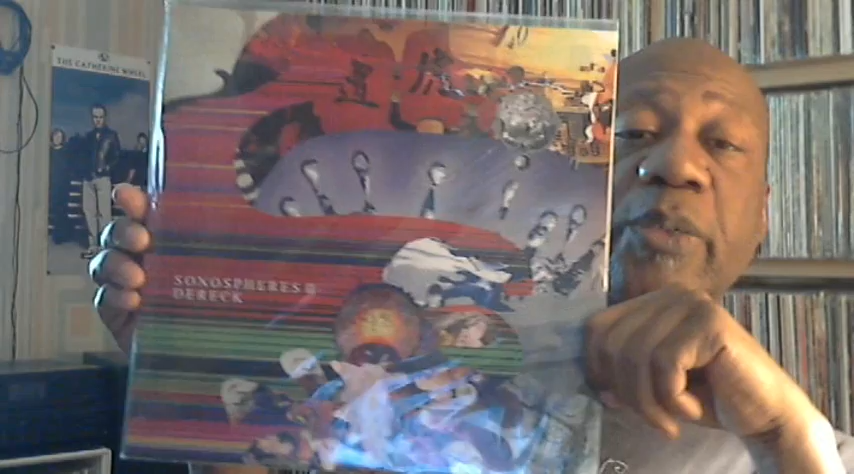 THE CATHERINE WHEEL
SONOSPHERES II
DERECK